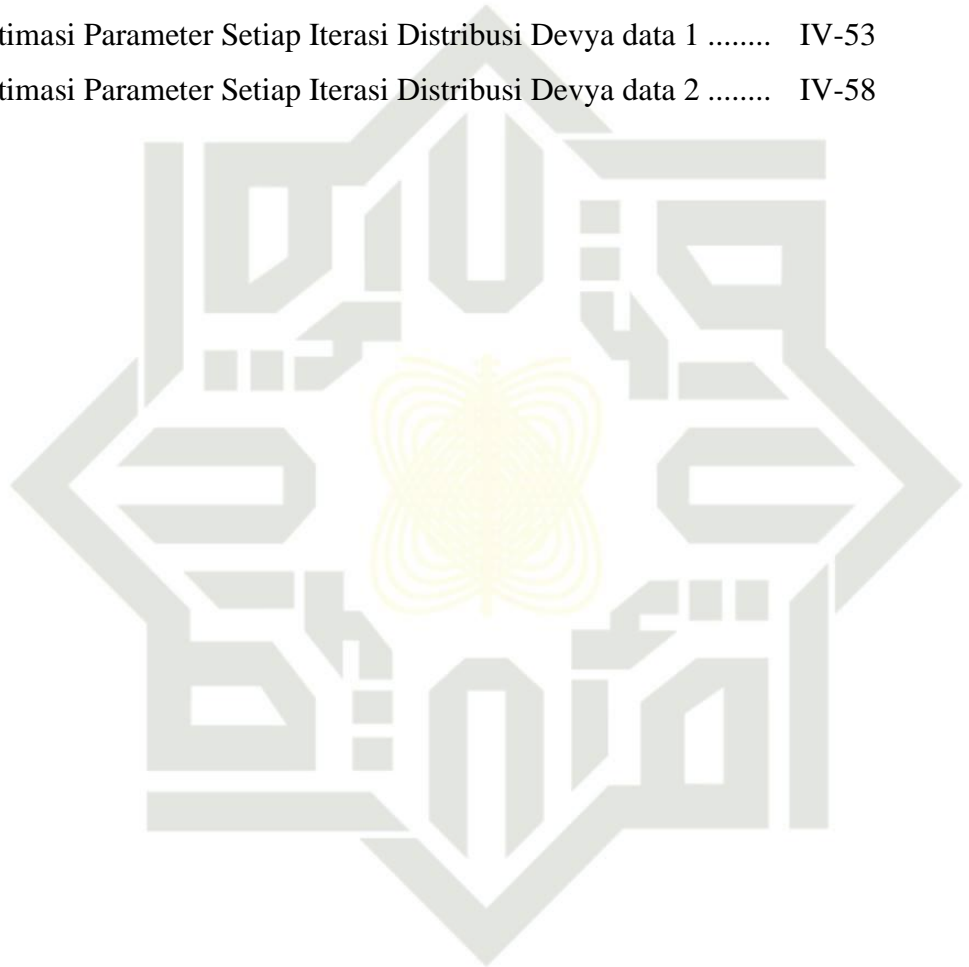 timasi Parameter Setiap Iterasi Distribusi Devya data 1 ........ IV-53
timasi Parameter Setiap Iterasi Distribusi Devya data 2 ........ IV-58